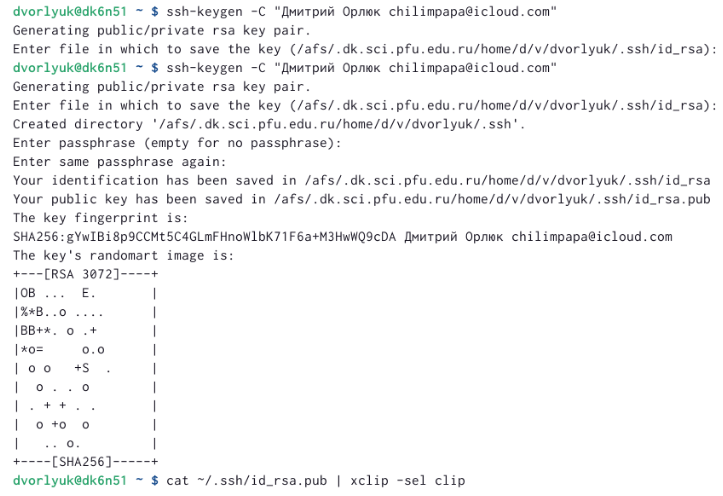 dvorlyuk@dk6n51 ~ $ ssh-keygen -C "Дмитрий Орлюк chilimpapa@icloud.com"
Generating public/private rsa key pair.
Enter file in which to save the key (/afs/.dk.sci.pfu.edu.ru/home/d/v/dvorlyuk/.ssh/id_rsa):
dvorlyuk@dk6n51 ~ $ ssh-keygen -C "Дмитрий Орлюк chilimpapa@icloud.com"
Generating public/private rsa key pair.
Enter file in which to save the key (/afs/.dk.sci.pfu.edu.ru/home/d/v/dvorlyuk/.ssh/id_rsa):
Created directory '/afs/.dk.sci.pfu.edu.ru/home/d/v/dvorlyuk/.ssh'.
Enter passphrase (empty for no passphrase):
Enter same passphrase again:
Your identification has been saved in /afs/.dk.sci.pfu.edu.ru/home/d/v/dvorlyuk/.ssh/id_rsa
Your public key has been saved in /afs/.dk.sci.pfu.edu.ru/home/d/v/dvorlyuk/.ssh/id_rsa.pub
The key fingerprint is:
SHA256:gYwIBi8p9CCMt5C4GLmFHnoWlbK71F6a+M3HwWQ9cDA Дмитрий Орлюк chilimpapa@icloud.com
The key's randomart image is:
+---[RSA 3072]----+
|OB ...  E.       |
|%*B..o ....      |
|BB+*. o .+       |
|*o=     o.o      |
| o o   +S  .     |
|  o . . o        |
| . + + . .       |
|  o +o  o        |
|   .. o.         |
+----[SHA256]-----+
dvorlyuk@dk6n51 ~ $ cat ~/.ssh/id_rsa.pub | xclip -sel clip